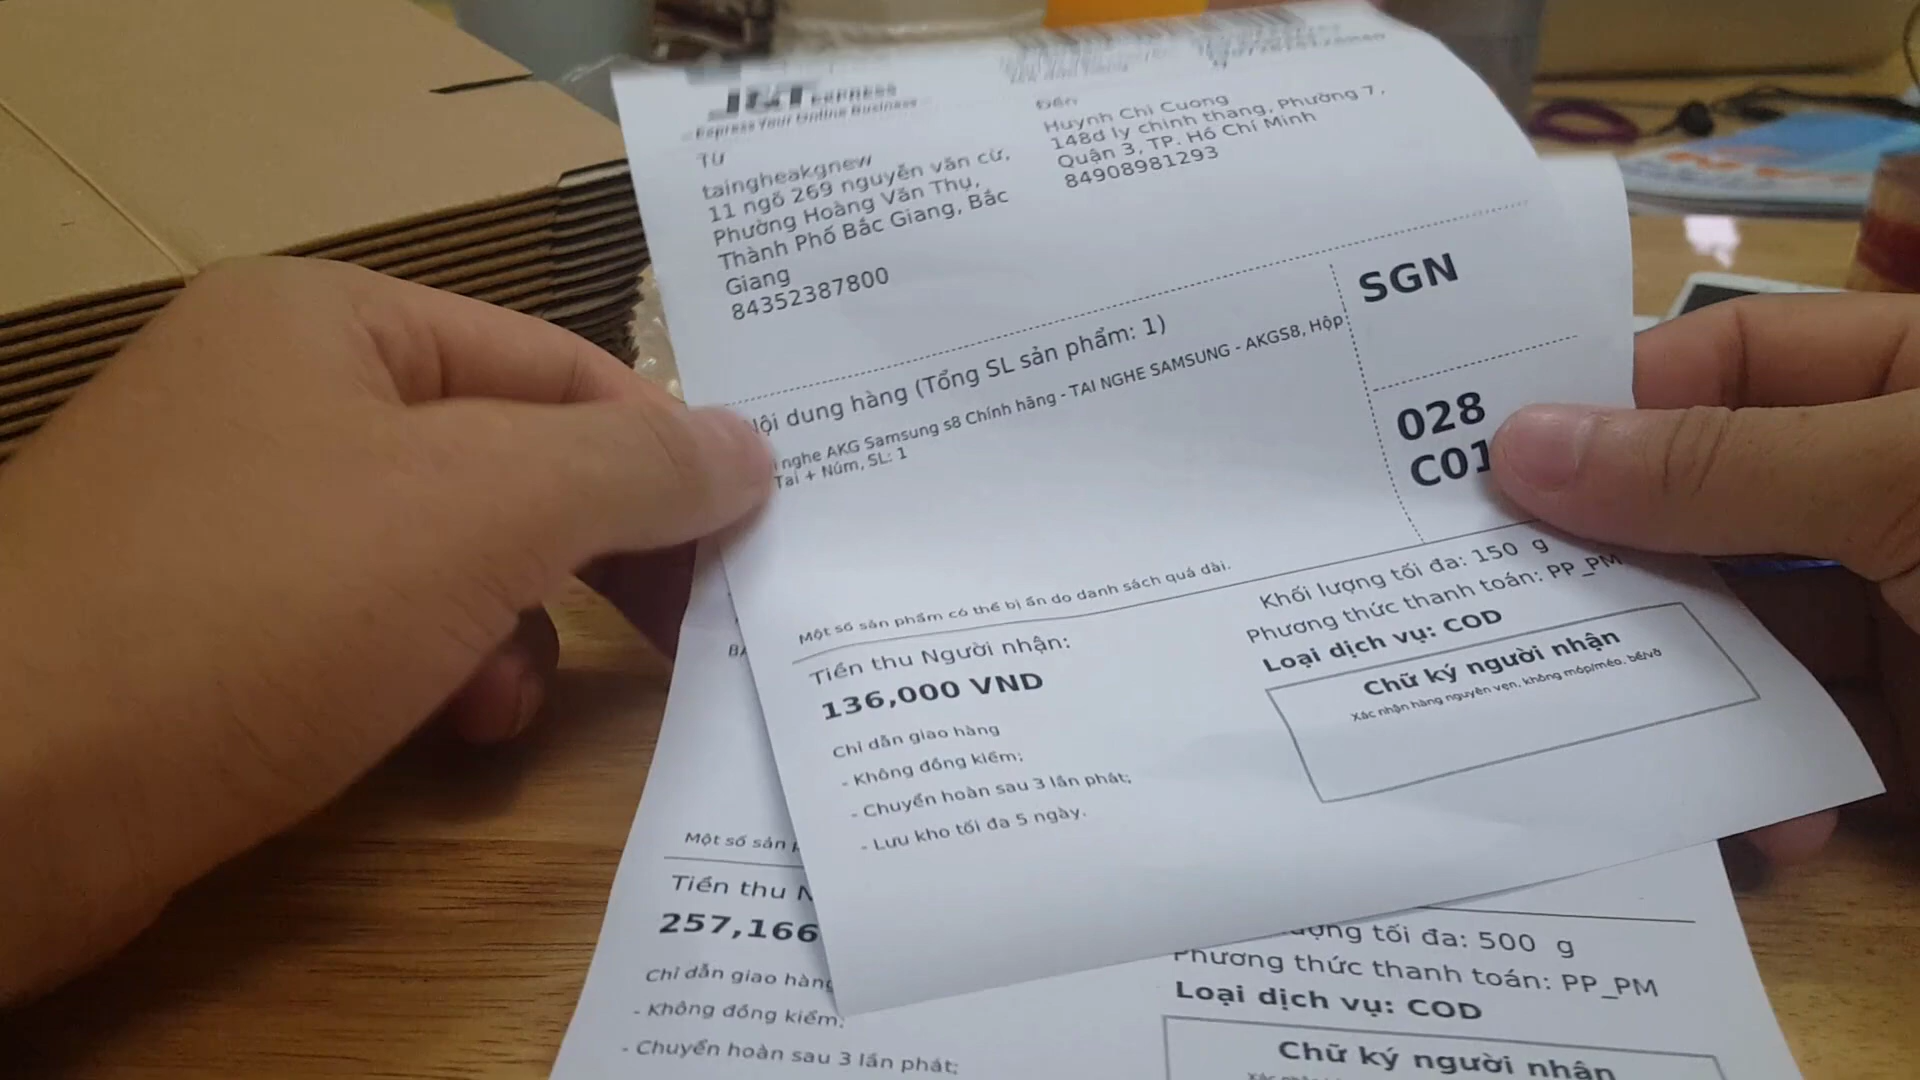 J&T EXPRESS
Express Your Online Business
Từ
taingheakgnew
11 ngõ 269 nguyễn văn cừ,
Phường Hoàng Văn Thụ,
Thành Phố Bắc Giang, Bắc
Giang
84352387800
Đến
Huynh Chi Cuong
148d ly chinh thang, Phường 7,
Quận 3, TP. Hồ Chí Minh
84908981293
SGN
028
C01
Nội dung hàng (Tổng SL sản phẩm: 1)
nghe AKG Samsung s8 Chính hãng - TAI NGHE SAMSUNG - AKGS8, Hộp
Tai + Núm, SL: 1
Một số sản phẩm có thể bị ẩn do danh sách quá dài.
Tiền thu Người nhận:
136,000 VND
Chỉ dẫn giao hàng
- Không đồng kiểm;
- Chuyển hoàn sau 3 lần phát;
- Lưu kho tối đa 5 ngày.
Khối lượng tối đa: 150 g
Phương thức thanh toán: PP_PM
Loại dịch vụ: COD
Chữ ký người nhận
Xác nhận hàng nguyên vẹn, không móp/méo, bể/vỡ
BA
Một số sản
Tiền thu N
257,166
Chỉ dẫn giao hàng
- Không đồng kiểm;
- Chuyển hoàn sau 3 lần phát;
ượng tối đa: 500 g
Phương thức thanh toán: PP_PM
Loại dịch vụ: COD
Chữ ký người nhận